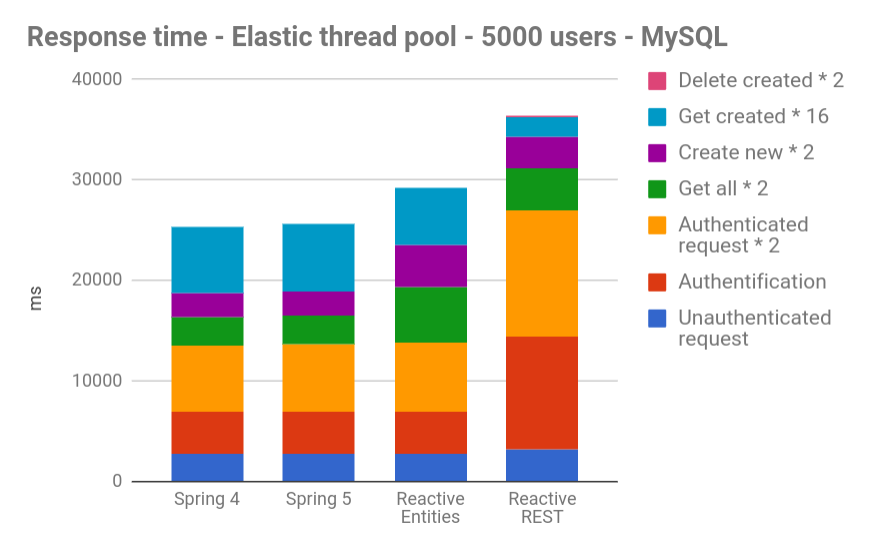 Response time - Elastic thread pool - 5000 users - MySQL
40000
30000
20000
10000
0
ms
Spring 4
Spring 5
Reactive
Entities
Reactive
REST
Delete created * 2
Get created * 16
Create new * 2
Get all * 2
Authenticated
request * 2
Authentification
Unauthenticated
request